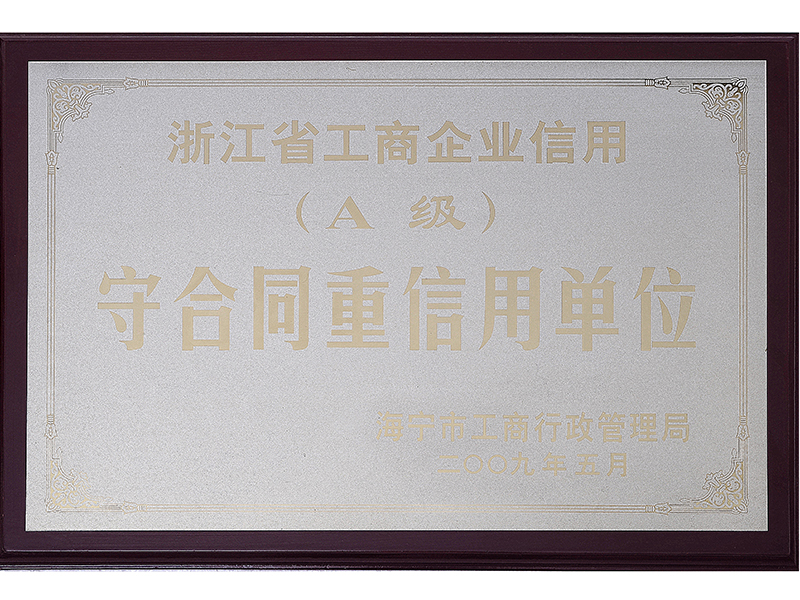 浙江省工商企业信用
（A 级）
守合同重信用单位
海宁市工商行政管理局
二〇〇九年五月